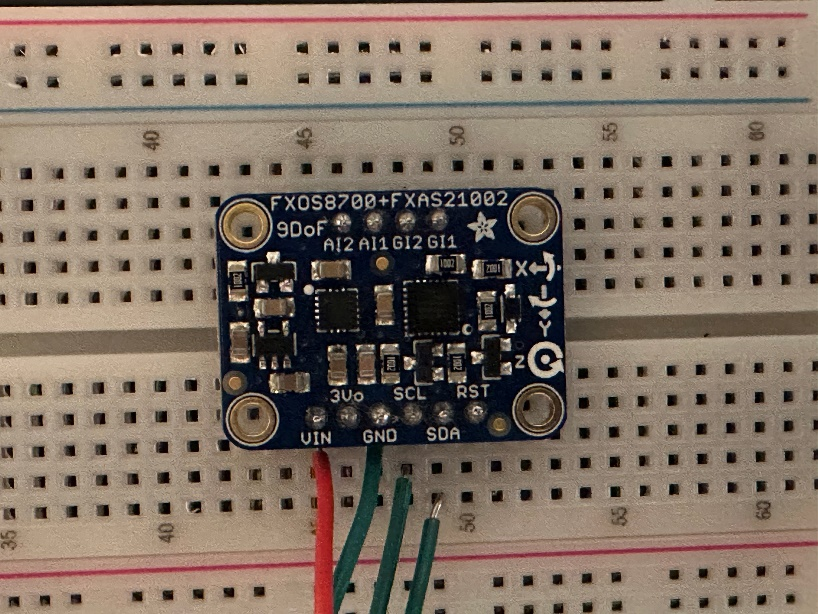 40 45 50 55 60
FXOS8700+FXAS21002
9DoF
AI2 AI1 GI2 GI1
X
Y
Z
3Vo SCL RST
VIN GND SDA
35 40 50 55 60